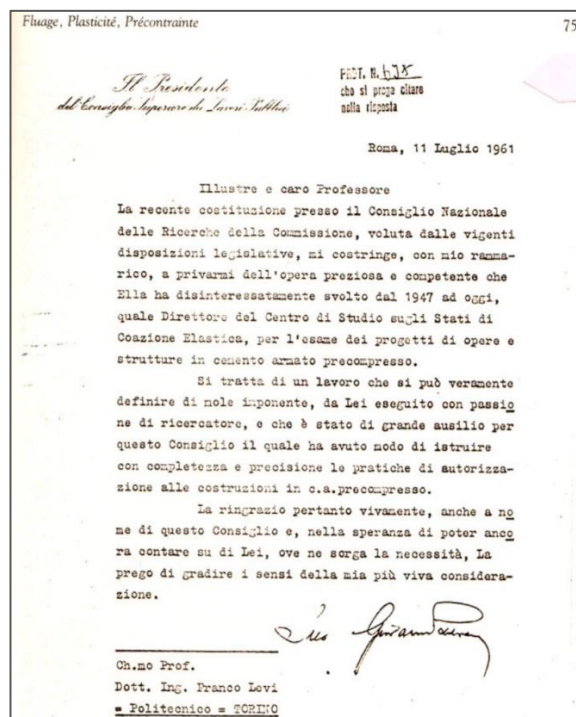 Fluage, Plasticité, Précontrainte 75
Il Presidente
del Consiglio Superiore dei Lavori Pubblici
PROT. N.
che si prega citare
nella risposta
Roma, 11 Luglio 1961
Illustre e caro Professore
La recente costituzione presso il Consiglio Nazionale
delle Ricerche della Commissione, voluta dalle vigenti
disposizioni legislative, mi costringe, con mio ramma-
rico, a privarmi dell'opera preziosa e competente che
Ella ha disinteressatamente svolto dal 1947 ad oggi,
quale Direttore del Centro di Studio sugli Stati di
Coazione Elastica, per l'esame dei progetti di opere e
strutture in cemento armato precompresso.
Si tratta di un lavoro che si può veramente
definire di mole imponente, da Lei eseguito con passio
ne di ricercatore, e che è stato di grande ausilio per
questo Consiglio il quale ha avuto modo di istruire
con completezza e precisione le pratiche di autorizza-
zione alle costruzioni in c.a.precompresso.
La ringrazio pertanto vivamente, anche a no
me di questo Consiglio e, nella speranza di poter anco
ra contare su di Lei, ove ne sorga la necessità, La
prego di gradire i sensi della mia più viva considera-
zione.
Ch.mo Prof.
Dott. Ing. Franco Levi
= Politecnico = TORINO